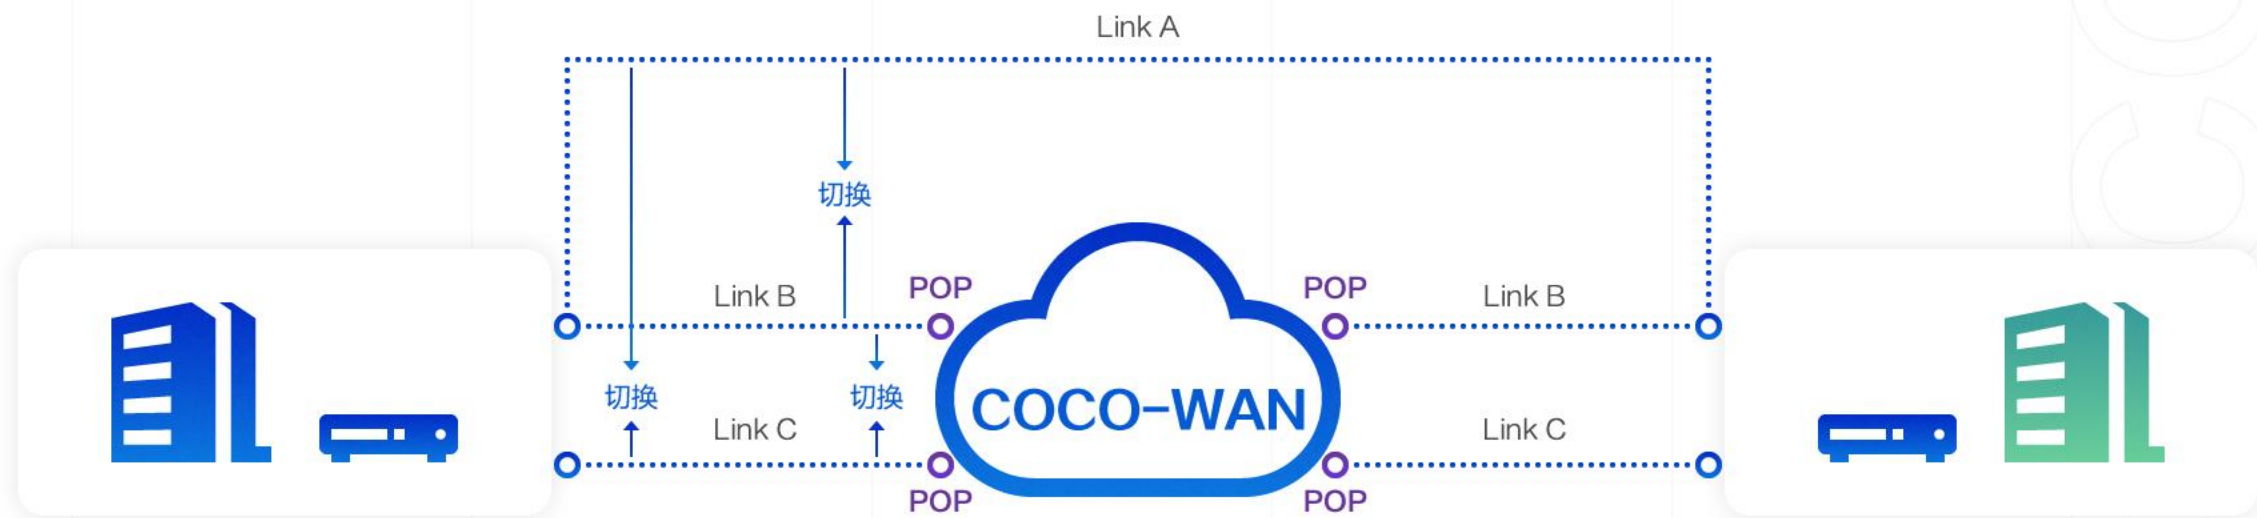 Link A
切换
Link B
POP
POP
Link B
切换
切换
COCO-WAN
Link C
Link C
POP
POP